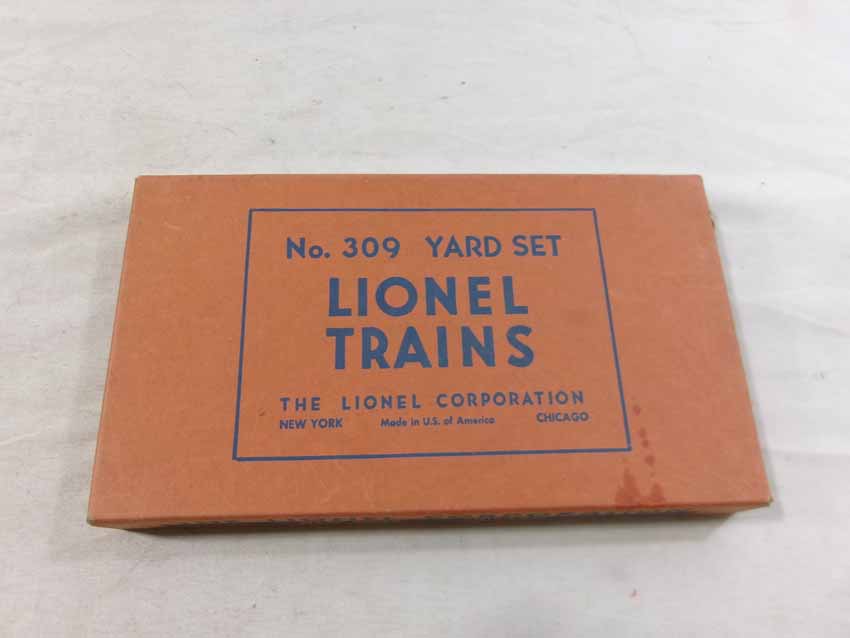 No. 309 YARD SET
LIONEL
TRAINS
THE LIONEL CORPORATION
NEW YORK Made in U.S. of America CHICAGO